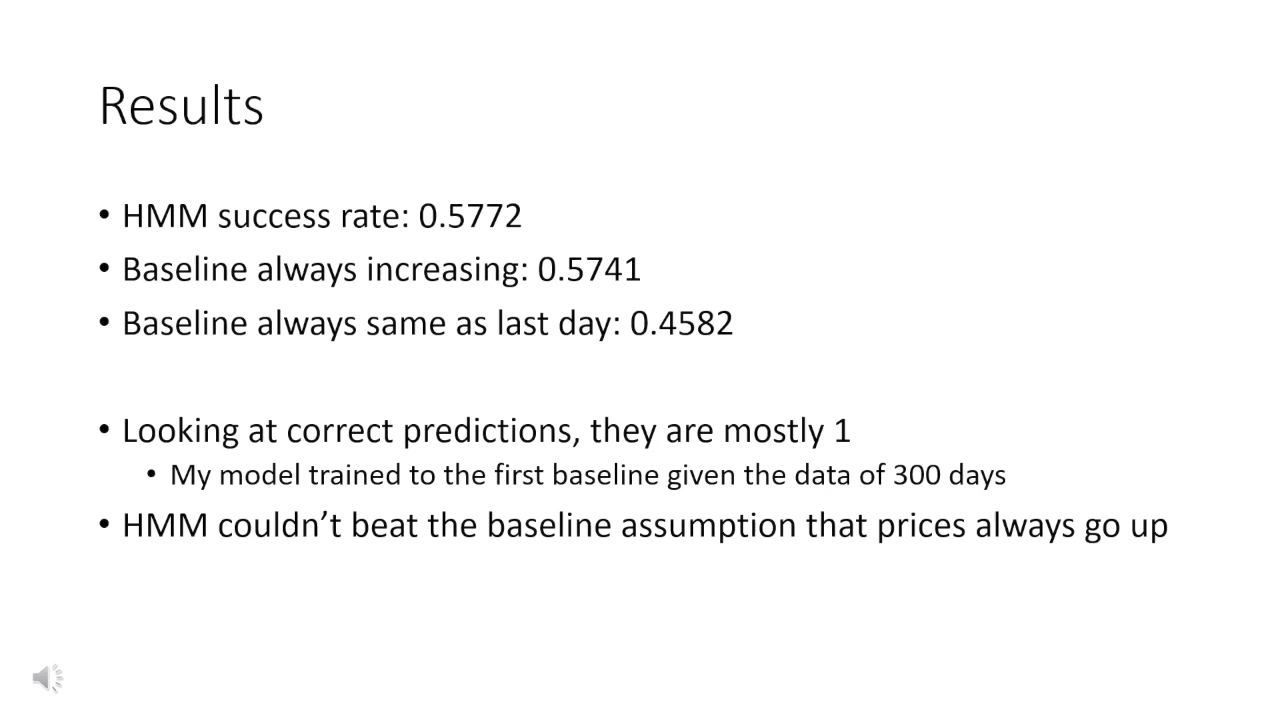 Results
• HMM success rate: 0.5772
• Baseline always increasing: 0.5741
• Baseline always same as last day: 0.4582
• Looking at correct predictions, they are mostly 1
• My model trained to the first baseline given the data of 300 days
• HMM couldn’t beat the baseline assumption that prices always go up